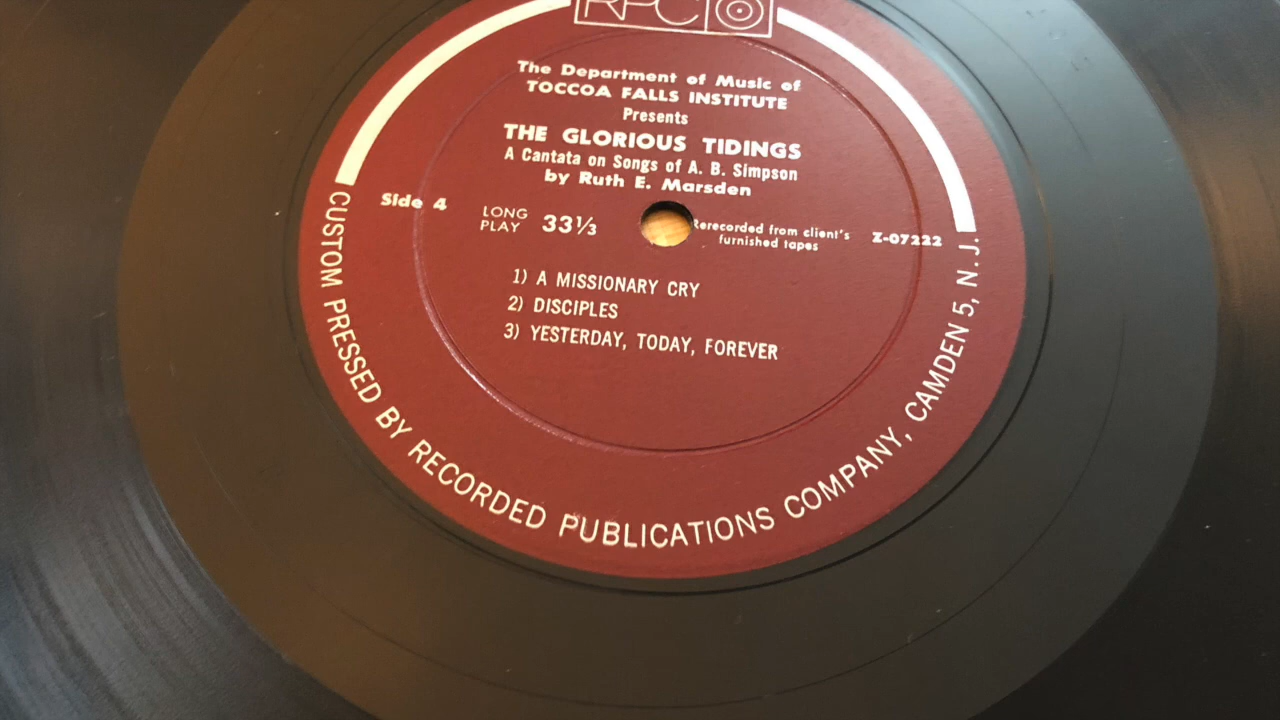 RPC
The Department of Music of
TOCCOA FALLS INSTITUTE
Presents
THE GLORIOUS TIDINGS
A Cantata on Songs of A. B. Simpson
by Ruth E. Marsden
Side 4
LONG PLAY 33⅓
Rerecorded from client's
furnished tapes
Z-07222
1) A MISSIONARY CRY
2) DISCIPLES
3) YESTERDAY, TODAY, FOREVER
CUSTOM PRESSED BY RECORDED PUBLICATIONS COMPANY, CAMDEN 5, N.J.